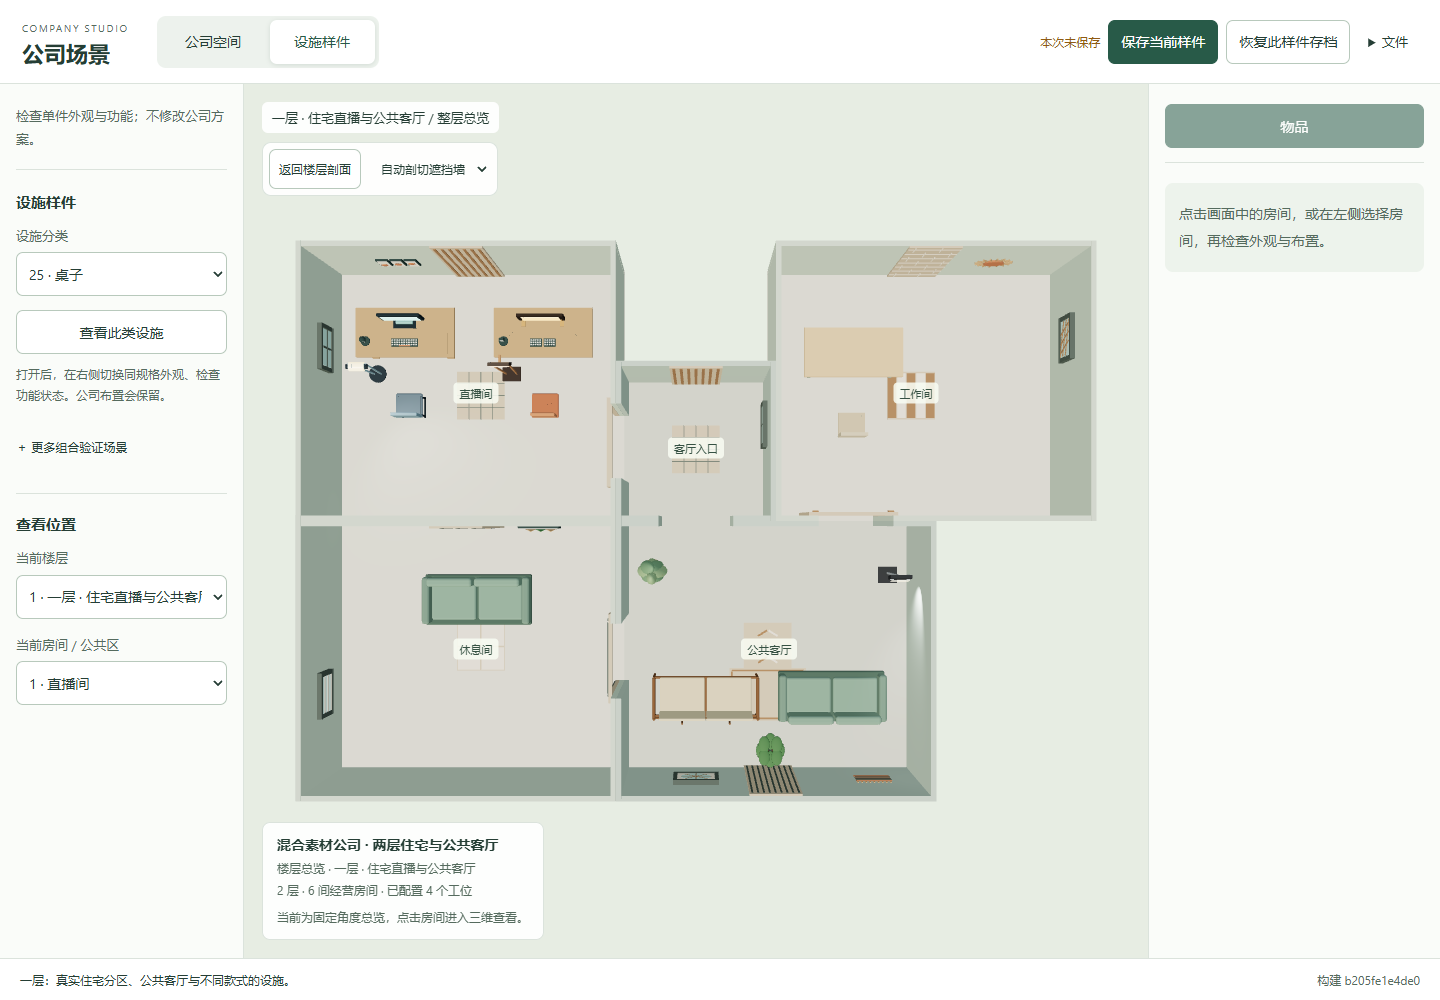 COMPANY STUDIO
公司场景
公司空间
设施样件
本次未保存
保存当前样件
恢复此样件存档
▶ 文件
检查单件外观与功能；不修改公司方
案。
设施样件
设施分类
25 · 桌子
查看此类设施
打开后，在右侧切换同规格外观、检查
功能状态。公司布置会保留。
+ 更多组合验证场景
查看位置
当前楼层
1 · 一层 · 住宅直播与公共客厅
当前房间 / 公共区
1 · 直播间
一层 · 住宅直播与公共客厅 / 整层总览
返回楼层剖面
自动剖切遮挡墙
直播间
客厅入口
工作间
休息间
公共客厅
混合素材公司 · 两层住宅与公共客厅
楼层总览 · 一层 · 住宅直播与公共客厅
2 层 · 6 间经营房间 · 已配置 4 个工位
当前为固定角度总览，点击房间进入三维查看。
物品
点击画面中的房间，或在左侧选择房
间，再检查外观与布置。
一层：真实住宅分区、公共客厅与不同款式的设施。
构建 b205fe1e4de0